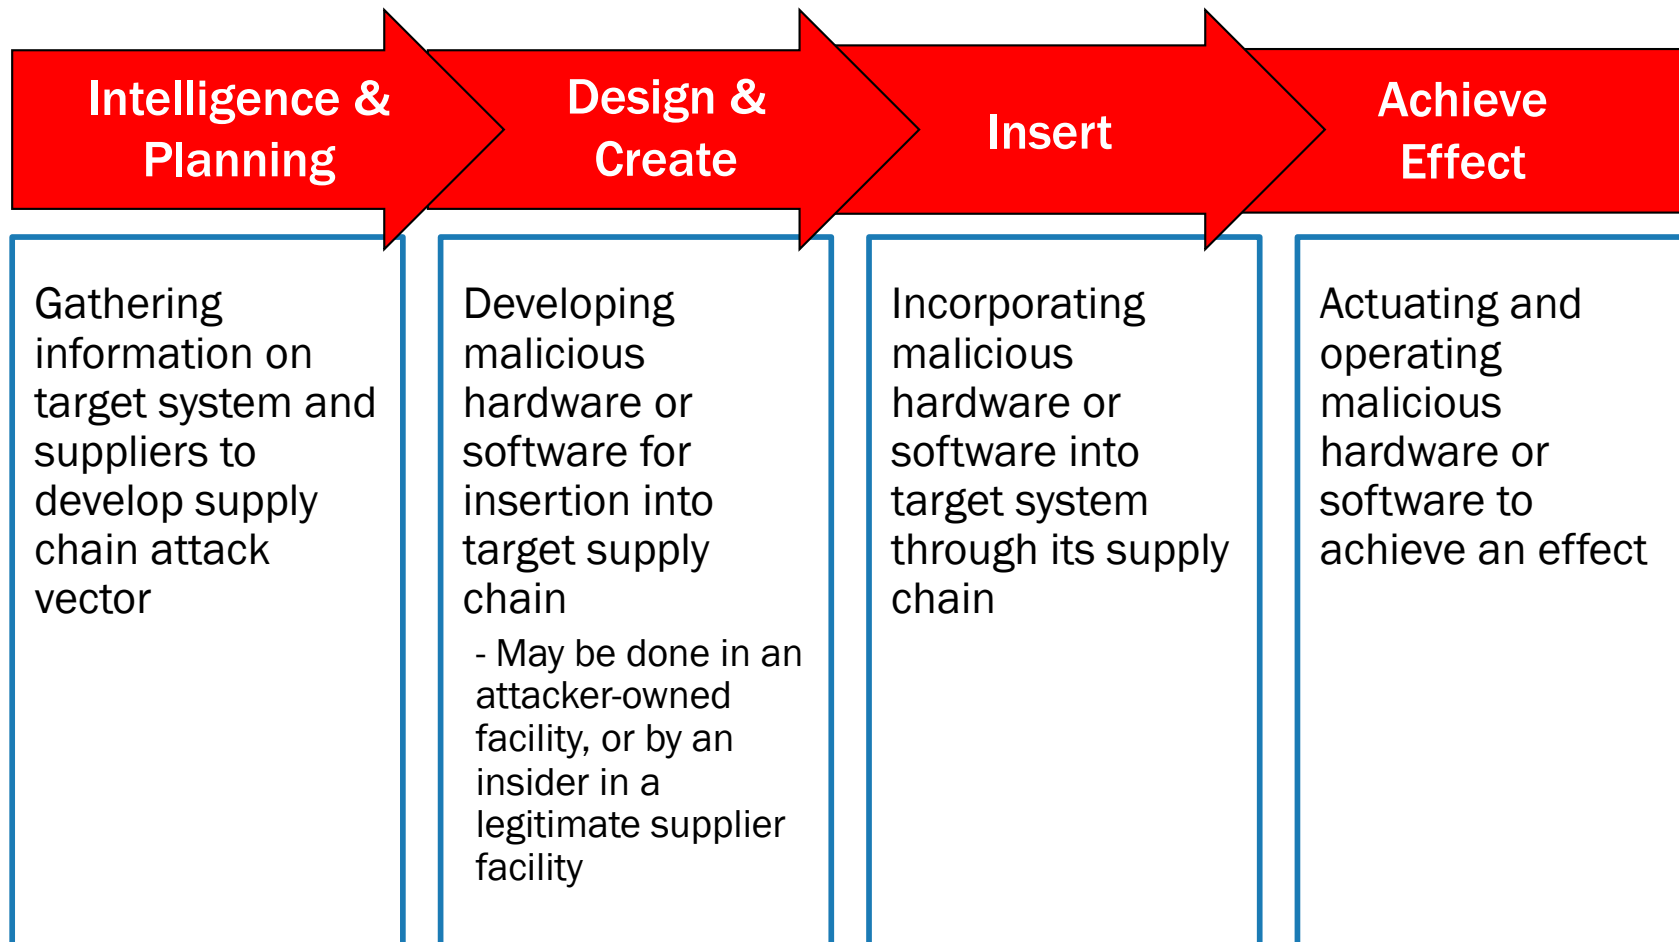 Intelligence &
Planning
Design &
Create
Insert
Achieve
Effect
Gathering
information on
target system and
suppliers to
develop supply
chain attack
vector
Developing
malicious
hardware or
software for
insertion into
target supply
chain
- May be done in an
attacker-owned
facility, or by an
insider in a
legitimate supplier
facility
Incorporating
malicious
hardware or
software into
target system
through its supply
chain
Actuating and
operating
malicious
hardware or
software to
achieve an effect